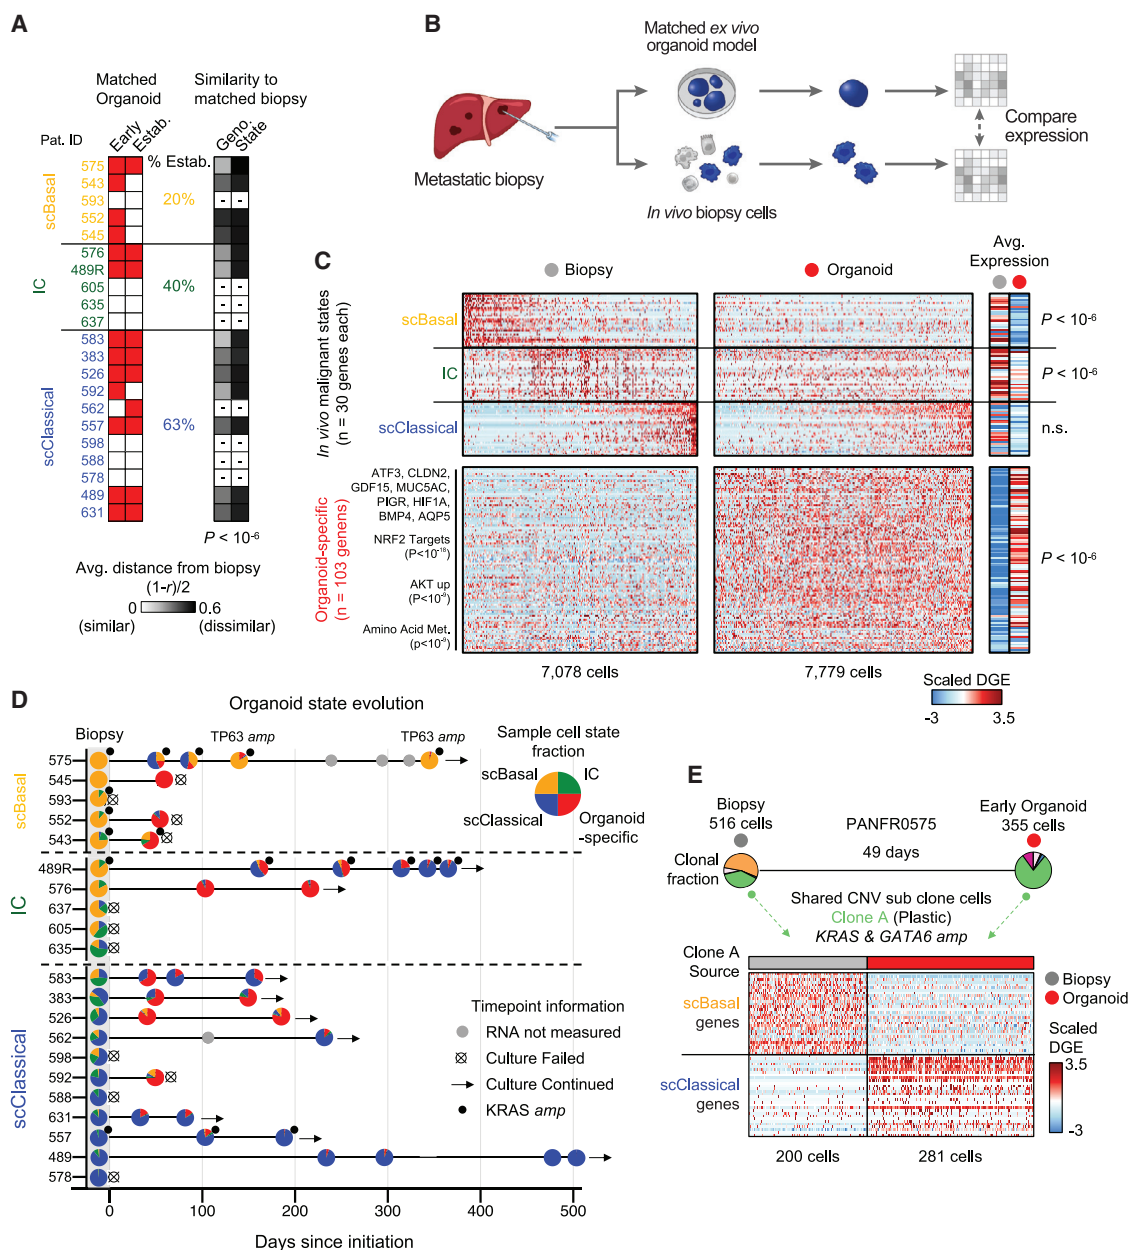 A
Matched
Organoid
Similarity to
matched biopsy
Pat. ID
Early
Estab.
% Estab.
Geno.
State
scBasal
575
543
593
552
545
20%
IC
576
489R
605
635
637
40%
scClassical
583
383
526
592
562
557
598
588
578
489
631
63%
P < 10-6
Avg. distance from biopsy
(1-r)/2
0
0.6
(similar)
(dissimilar)
B
Matched ex vivo
organoid model
Metastatic biopsy
In vivo biopsy cells
Compare
expression
C
Biopsy
Organoid
Avg.
Expression
In vivo malignant states
(n = 30 genes each)
scBasal
IC
scClassical
P < 10-6
P < 10-6
n.s.
Organoid-specific
(n = 103 genen)
ATF3, CLDN2,
GDF15, MUC5AC,
PIGR, HIF1A,
BMP4, AQP5
NRF2 Targets
(P<10-18)
AKT up
(P<10-9)
Amino Acid Met.
(p<10-9)
P < 10-6
7,078 cells
7,779 cells
Scaled DGE
-3
3.5
D
Organoid state evolution
Biopsy
TP63 amp
TP63 amp
Sample cell state
fraction
scBasal
IC
scClassical
Organoid
-specific
scBasal
575
545
593
552
543
IC
489R
576
637
605
635
scClassical
583
383
526
562
598
592
588
631
557
489
578
Timepoint information
RNA not measured
Culture Failed
Culture Continued
KRAS amp
0
100
200
300
400
500
Days since initiation
E
Biopsy
516 cells
PANFR0575
Early Organoid
355 cells
Clonal
fraction
49 days
Shared CNV sub clone cells
Clone A (Plastic)
KRAS & GATA6 amp
Clone A
Source
Biopsy
Organoid
scBasal
genes
scClassical
genes
Scaled
DGE
3.5
-3
200 cells
281 cells